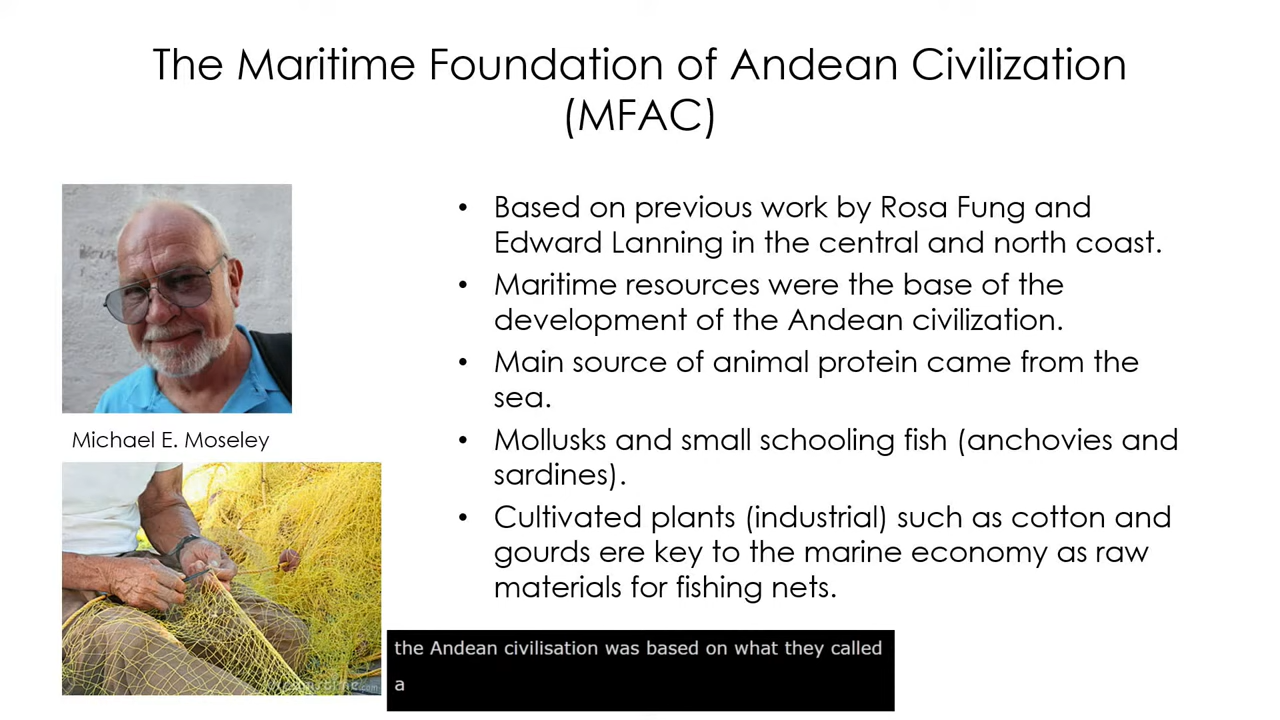 The Maritime Foundation of Andean Civilization
(MFAC)
• Based on previous work by Rosa Fung and
Edward Lanning in the central and north coast.
• Maritime resources were the base of the
development of the Andean civilization.
• Main source of animal protein came from the
sea.
• Mollusks and small schooling fish (anchovies and
sardines).
• Cultivated plants (industrial) such as cotton and
gourds ere key to the marine economy as raw
materials for fishing nets.
Michael E. Moseley
the Andean civilisation was based on what they called
a